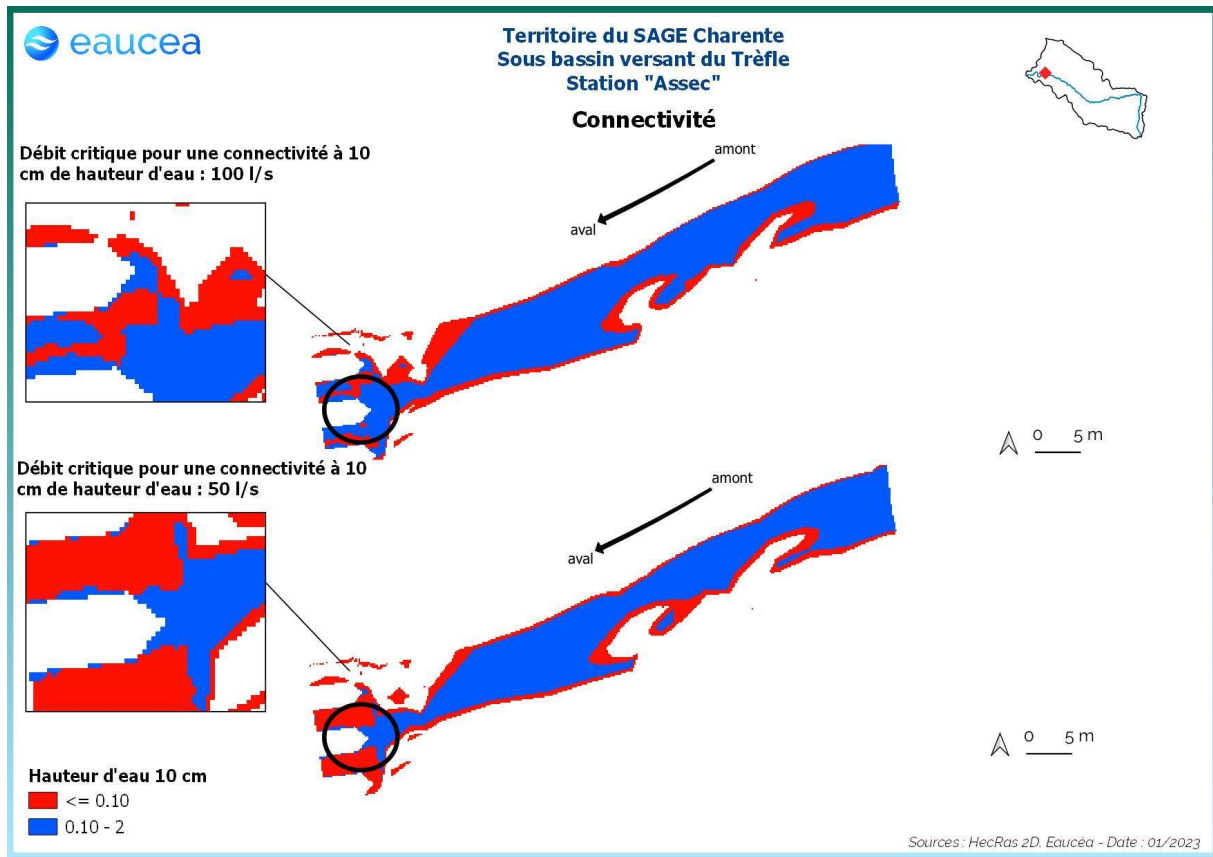 eaucea
Territoire du SAGE Charente
Sous bassin versant du Trèfle
Station "Assec"
Connectivité
Débit critique pour une connectivité à 10
cm de hauteur d'eau : 100 l/s
amont
aval
0 5 m
Débit critique pour une connectivité à 10
cm de hauteur d'eau : 50 l/s
amont
aval
0 5 m
Hauteur d'eau 10 cm
<= 0.10
0.10 - 2
Sources : HecRas 2D. Eaucéa - Date : 01/2023